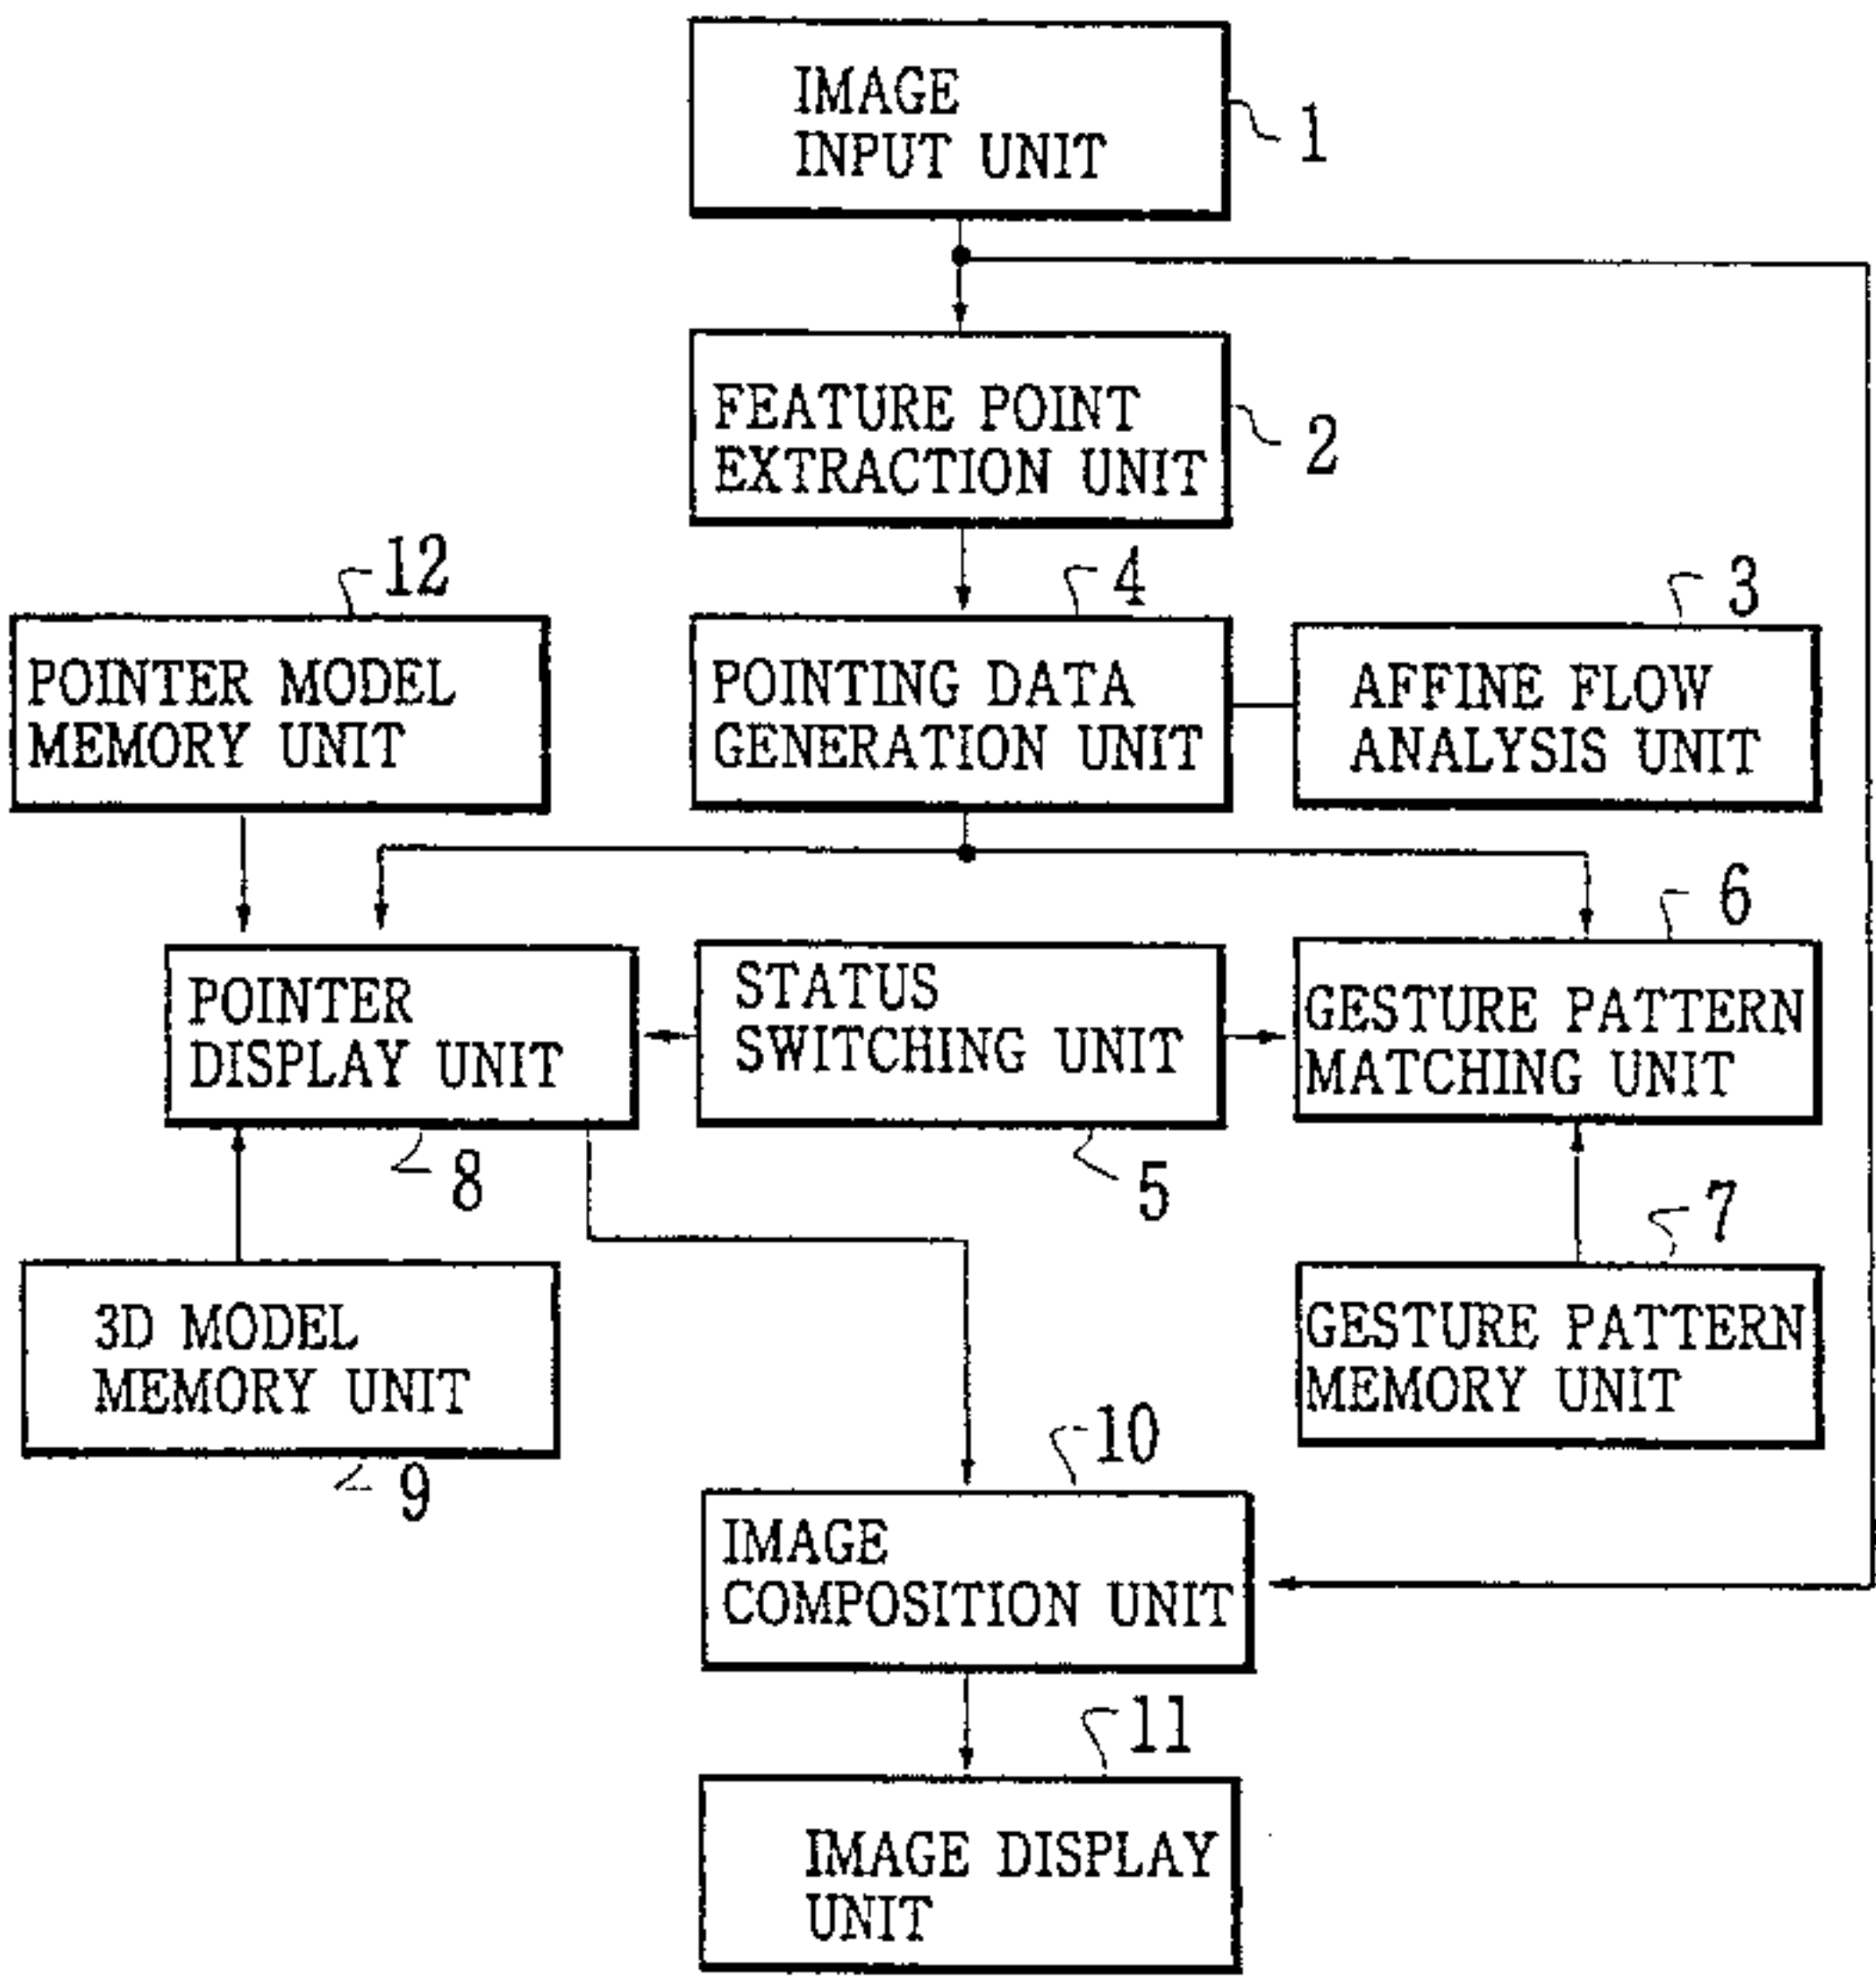 IMAGE
INPUT UNIT
1
FEATURE POINT
EXTRACTION UNIT
2
12
POINTER MODEL
MEMORY UNIT
4
POINTING DATA
GENERATION UNIT
3
AFFINE FLOW
ANALYSIS UNIT
POINTER
DISPLAY UNIT
8
STATUS
SWITCHING UNIT
5
6
GESTURE PATTERN
MATCHING UNIT
7
GESTURE PATTERN
MEMORY UNIT
3D MODEL
MEMORY UNIT
9
10
IMAGE
COMPOSITION UNIT
11
IMAGE DISPLAY
UNIT